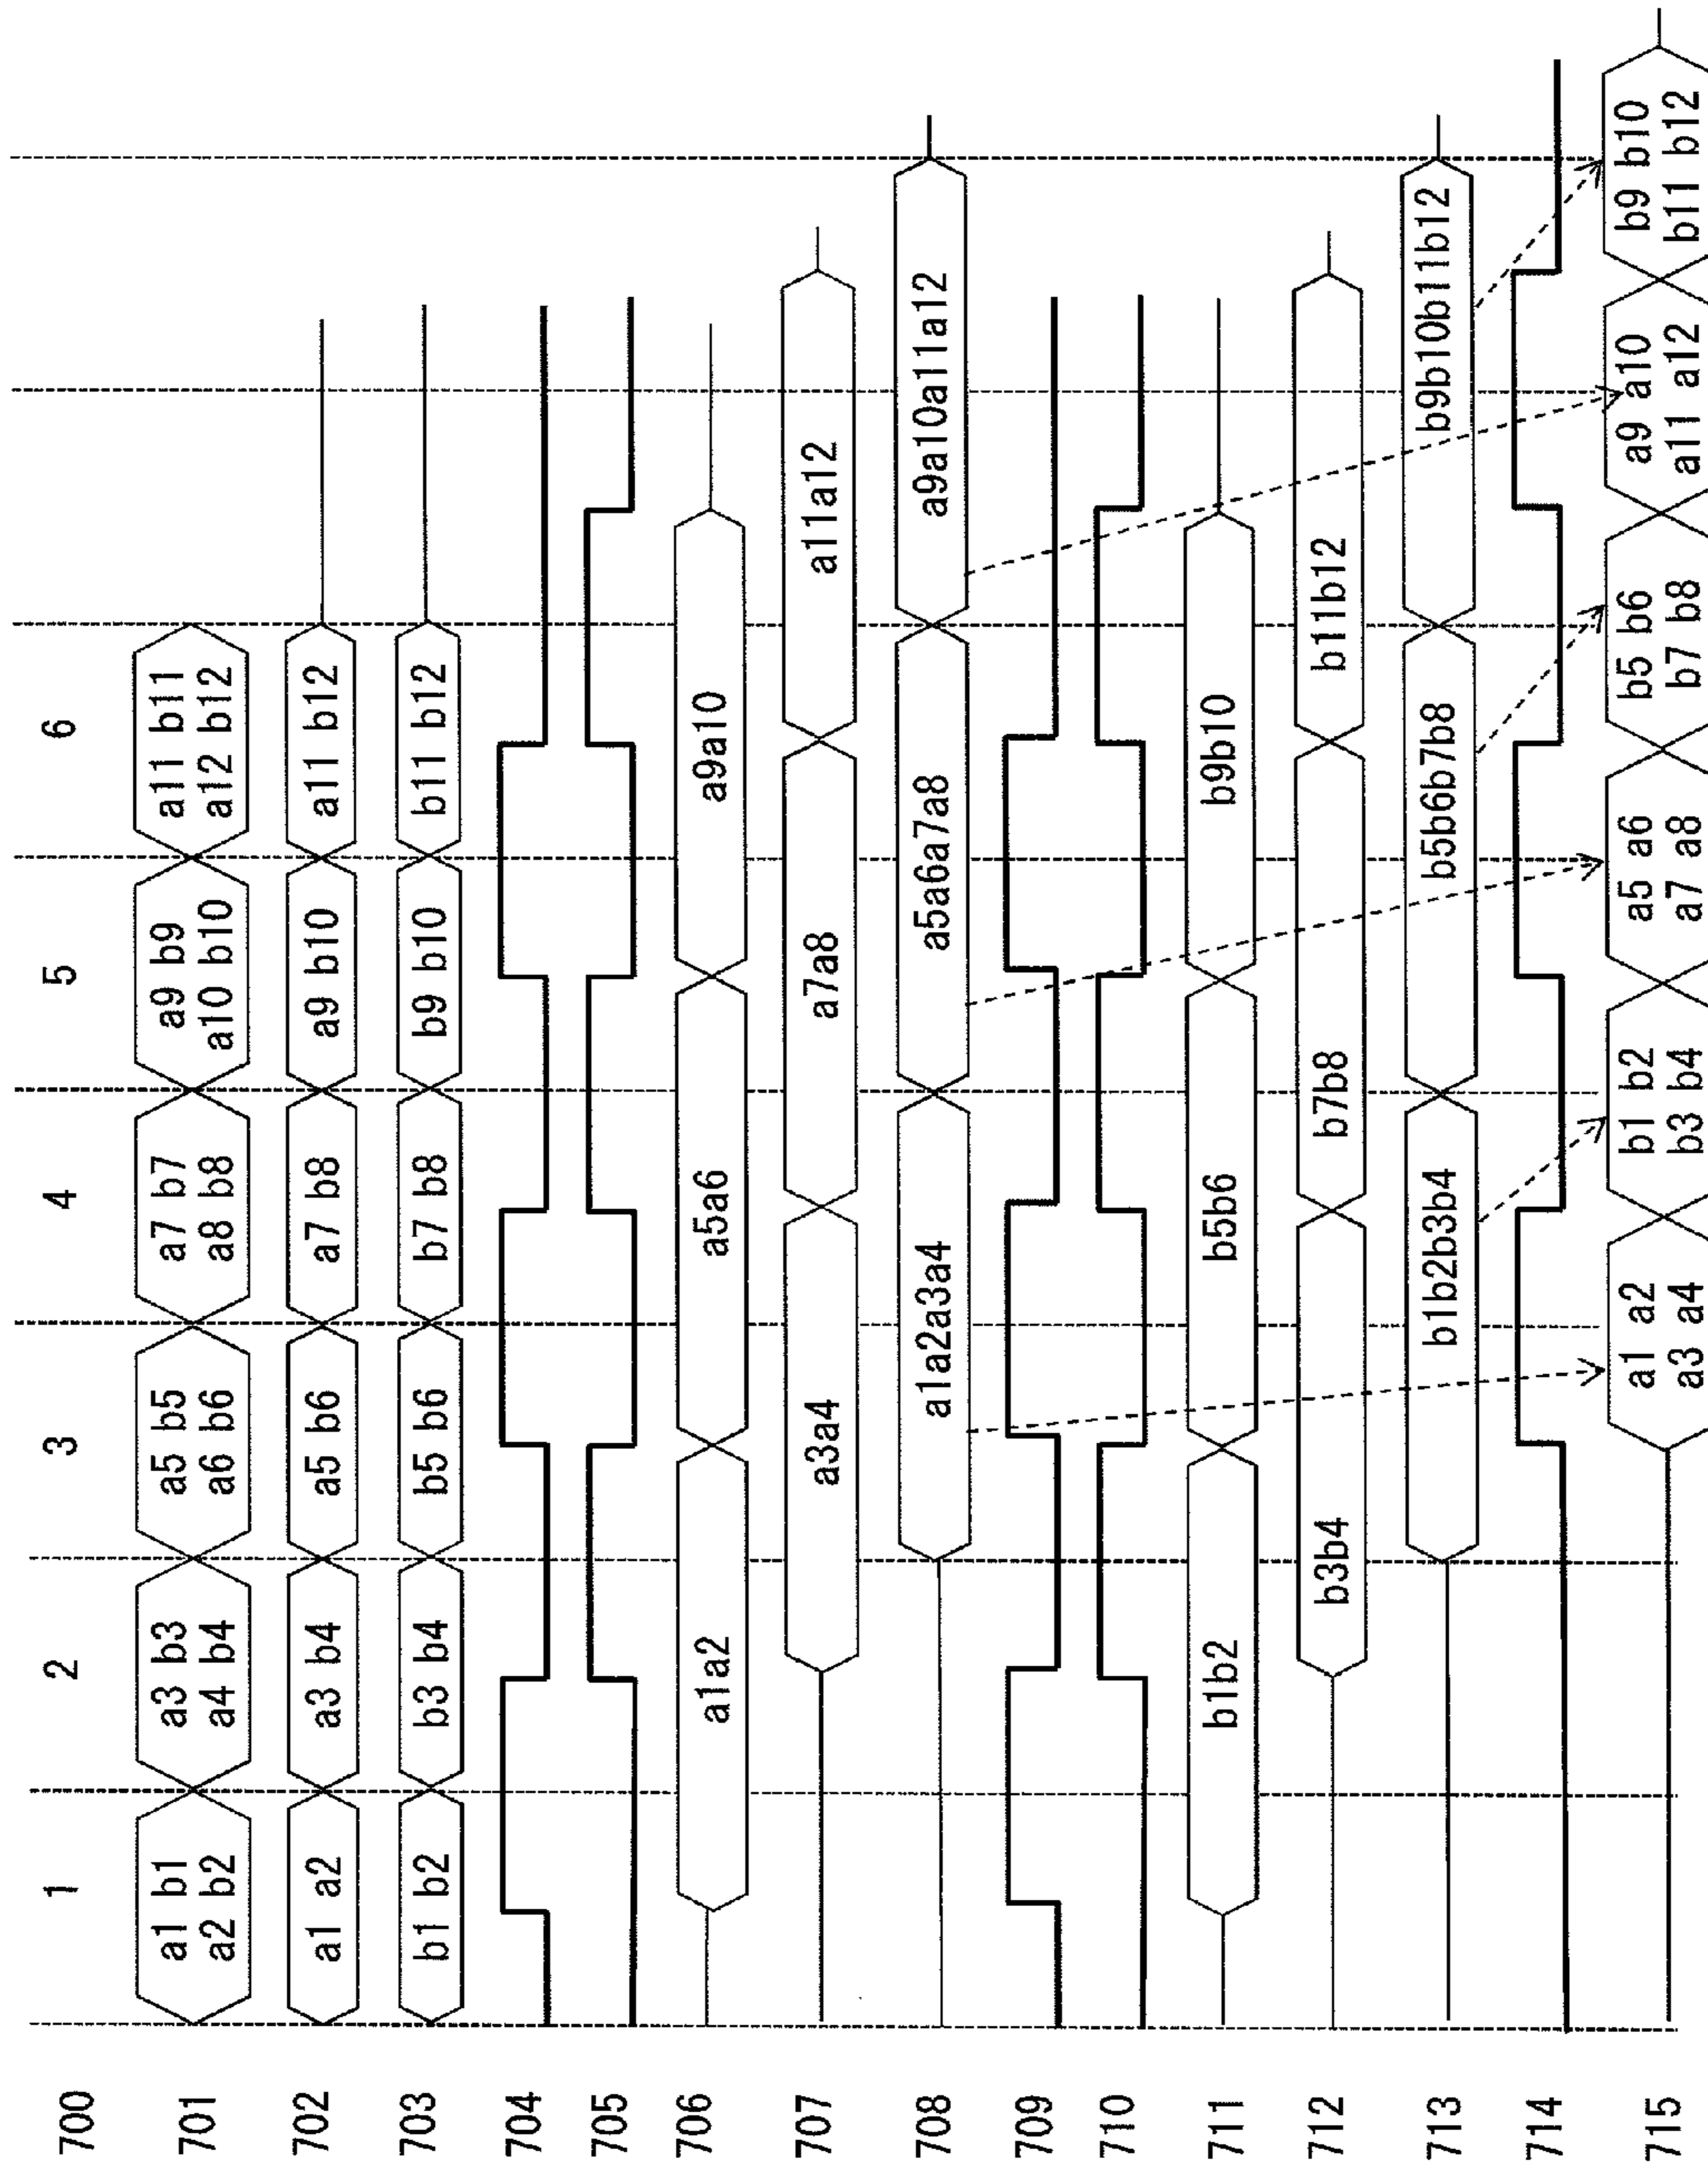 700 1 2 3 4 5 6
701
a1 b1
a2 b2
a3 b3
a4 b4
a5 b5
a6 b6
a7 b7
a8 b8
a9 b9
a10 b10
a11 b11
a12 b12
702 a1 a2 a3 b4 a5 b6 a7 b8 a9 b10 a11 b12
703 b1 b2 b3 b4 b5 b6 b7 b8 b9 b10 b11 b12
704
705
706 a1a2 a5a6 a9a10
707 a3a4 a7a8 a11a12
708 a1a2a3a4 a5a6a7a8 a9a10a11a12
709
710
711 b1b2 b5b6 b9b10
712 b3b4 b7b8 b11b12
713 b1b2b3b4 b5b6b7b8 b9b10b11b12
714
715
a1 a2
a3 a4
b1 b2
b3 b4
a5 a6
a7 a8
b5 b6
b7 b8
a9 a10
a11 a12
b9 b10
b11 b12